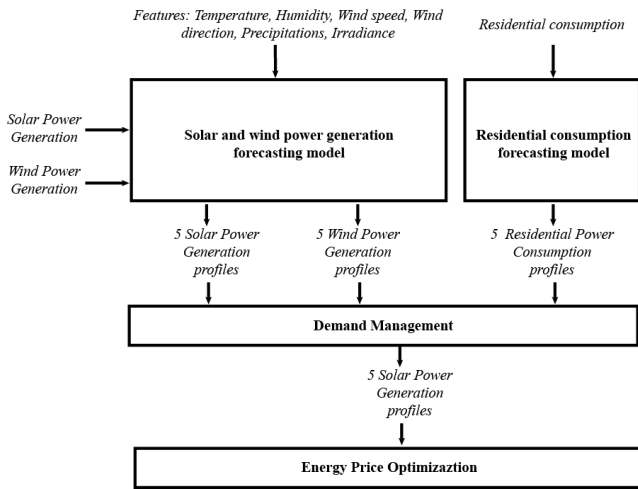 Features: Temperature, Humidity, Wind speed, Wind
direction, Precipitations, Irradiance
Residential consumption
Solar Power
Generation
Wind Power
Generation
Solar and wind power generation
forecasting model
Residential consumption
forecasting model
5 Solar Power
Generation
profiles
5 Wind Power
Generation
profiles
5 Residential Power
Consumption
profiles
Demand Management
5 Solar Power
Generation
profiles
Energy Price Optimizaztion